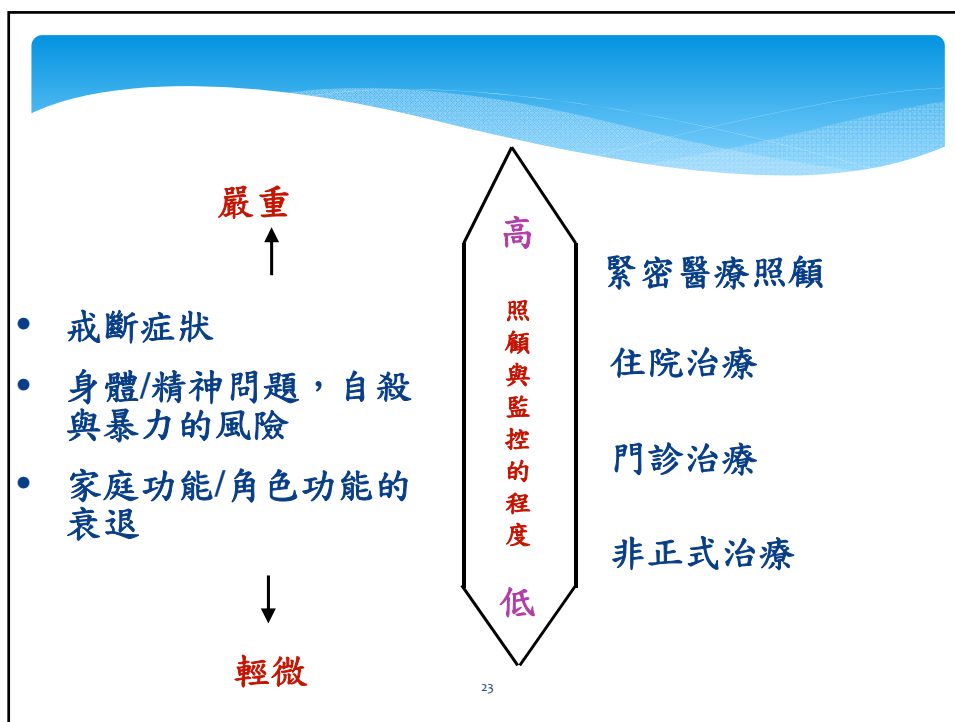 嚴重
• 戒斷症狀
• 身體/精神問題，自殺
與暴力的風險
• 家庭功能/角色功能的
衰退
輕微
高
照顧與監控的程度
低
緊密醫療照顧
住院治療
門診治療
非正式治療
23